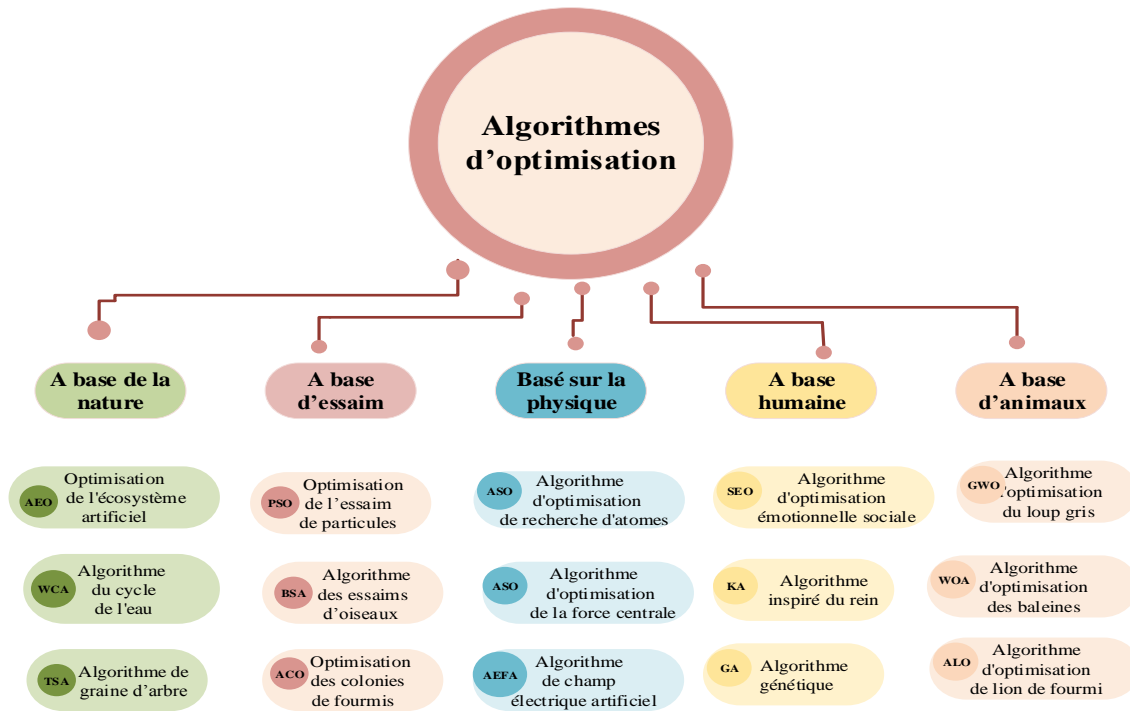 Algorithmes
d’optimisation
A base de la
nature
A base
d’essaim
Basé sur la
physique
A base
humaine
A base
d’animaux
AEO
Optimisation
de l'écosystème
artificiel
WCA
Algorithme
du cycle
de l'eau
TSA
Algorithme de
graine d’arbre
PSO
Optimisation
de l’essaim
de particules
BSA
Algorithme
des essaims
d’oiseaux
ACO
Optimisation
des colonies
de fourmis
ASO
Algorithme
d'optimisation
de recherche d'atomes
ASO
Algorithme
d'optimisation
de la force centrale
AEFA
Algorithme
de champ
électrique artificiel
SEO
Algorithme
d'optimisation
émotionnelle sociale
KA
Algorithme
inspiré du rein
GA
Algorithme
génétique
GWO
Algorithme
d'optimisation
du loup gris
WOA
Algorithme
d'optimisation
des baleines
ALO
Algorithme
d'optimisation
de lion de fourmi